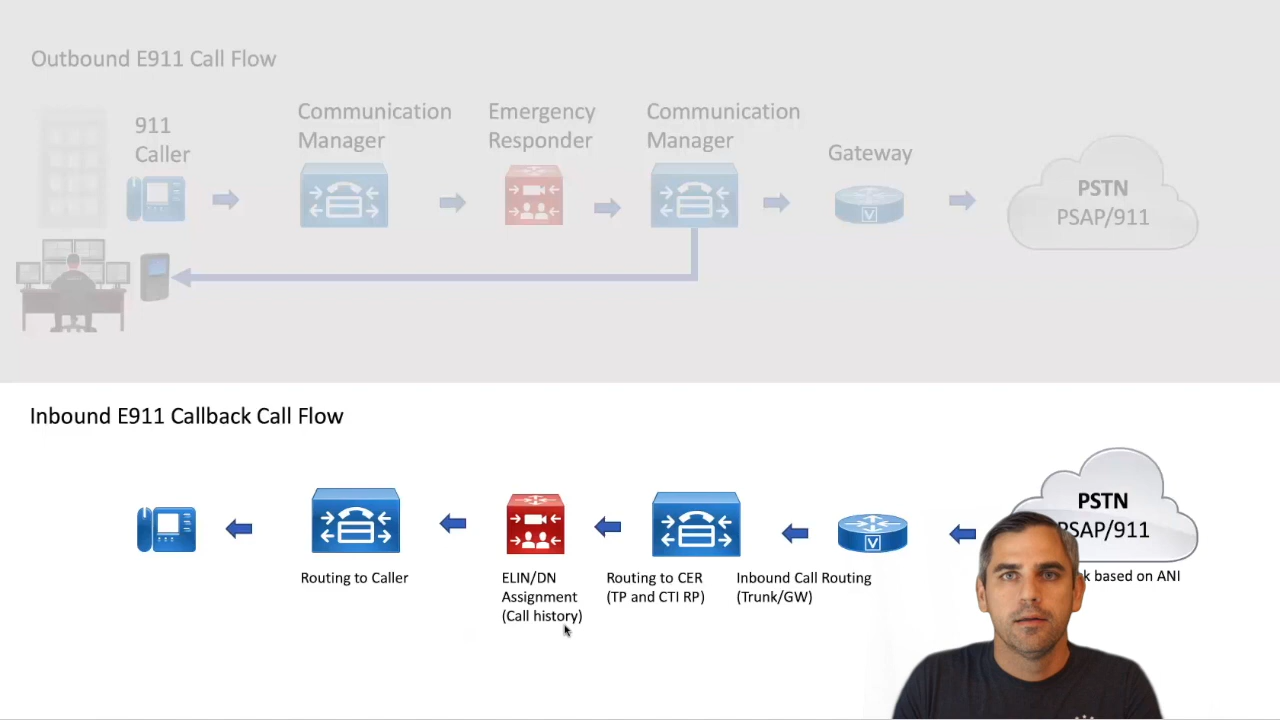 Outbound E911 Call Flow
911
Caller
Communication
Manager
Emergency
Responder
Communication
Manager
Gateway
V
PSTN
PSAP/911
Inbound E911 Callback Call Flow
V
PSTN
PSAP/911
Routing to Caller
ELIN/DN
Assignment
(Call history)
Routing to CER
(TP and CTI RP)
Inbound Call Routing
(Trunk/GW)
based on ANI